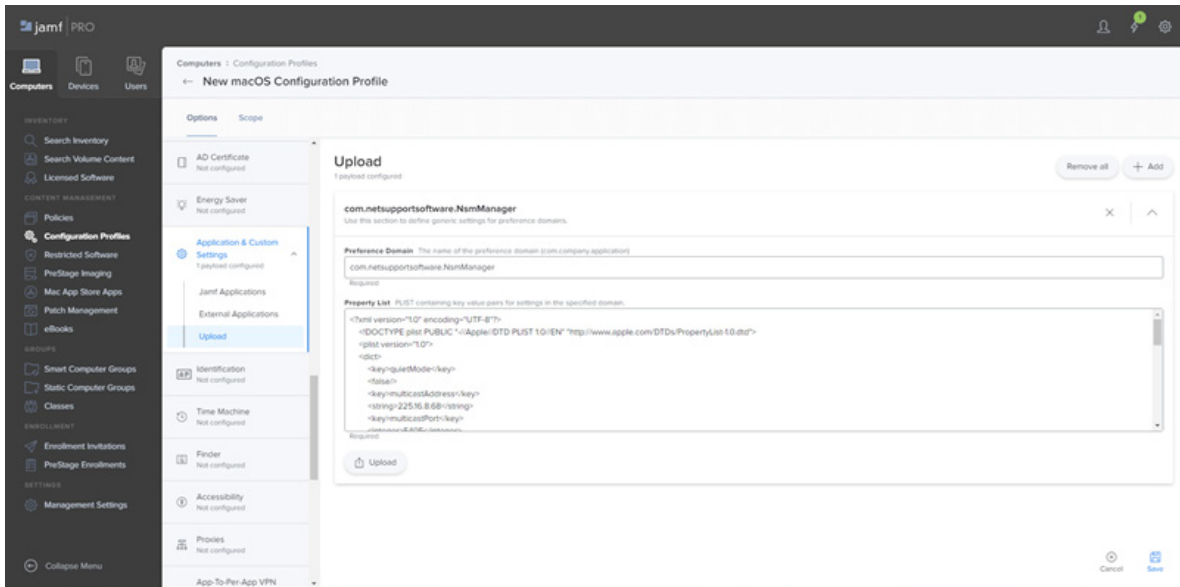 jamf PRO
1
Computers
Devices
Users
INVENTORY
Search Inventory
Search Volume Content
Licensed Software
CONTENT MANAGEMENT
Policies
Configuration Profiles
Restricted Software
PreStage Imaging
Mac App Store Apps
Patch Management
eBooks
GROUPS
Smart Computer Groups
Static Computer Groups
Classes
ENROLLMENT
Enrollment Invitations
PreStage Enrollments
SETTINGS
Management Settings
Collapse Menu
Computers : Configuration Profiles
← New macOS Configuration Profile
Options
Scope
AD Certificate
Not configured
Energy Saver
Not configured
Application & Custom
Settings
1 payload configured
Jamf Applications
External Applications
Upload
Identification
Not configured
Time Machine
Not configured
Finder
Not configured
Accessibility
Not configured
Proxies
Not configured
App-To-Per-App VPN
Upload
1 payload configured
Remove all
+ Add
com.netsupportsoftware.NsmManager
Use this section to define generic settings for preference domains.
Preference Domain The name of the preference domain (com.company.application)
com.netsupportsoftware.NsmManager
Required
Property List PLIST containing key value pairs for settings in the specified domain.
<?xml version="1.0" encoding="UTF-8"?>
<!DOCTYPE plist PUBLIC "-//Apple//DTD PLIST 1.0//EN" "http://www.apple.com/DTDs/PropertyList-1.0.dtd">
<plist version="1.0">
<dict>
<key>quietMode</key>
<false/>
<key>multicastAddress</key>
<string>225.16.8.68</string>
<key>multicastPort</key>
<integer>5405</integer>
Required
Upload
Cancel
Save